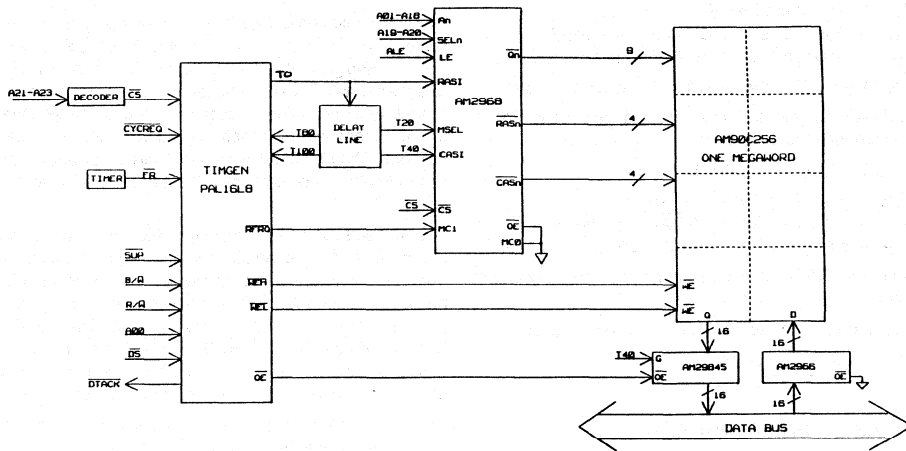 A01-A18
An
A19-A20
SELn
ALE
LE
Qn
9
T0
RASI
A21-A23
DECODER
CS
AM2968
T80
DELAY
LINE
T20
MSEL
RASn
4
AM90C256
ONE MEGAWORD
CYCREQ
T100
T40
CASI
TIMGEN
PAL16L8
TIMER
FR
CASn
4
CS
CS
RFRQ
MC1
OE
MC0
SUP
B/W
WEH
WE
R/W
WEL
WE
A00
Q
D
16
16
DS
T40
G
AM29845
AM2966
OE
OE
OE
DTACK
16
16
DATA BUS